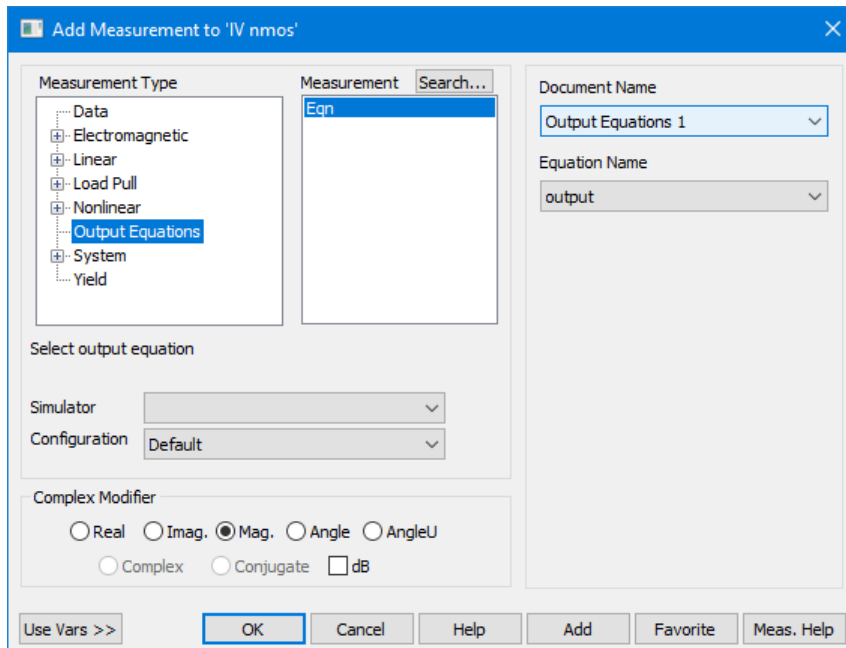 Add Measurement to 'IV nmos'
Measurement Type
Data
Electromagnetic
Linear
Load Pull
Nonlinear
Output Equations
System
Yield
Measurement
Search...
Eqn
Select output equation
Simulator
Configuration
Default
Complex Modifier
Real Imag. Mag. Angle AngleU
Complex Conjugate dB
Document Name
Output Equations 1
Equation Name
output
Use Vars >> OK Cancel Help Add Favorite Meas. Help